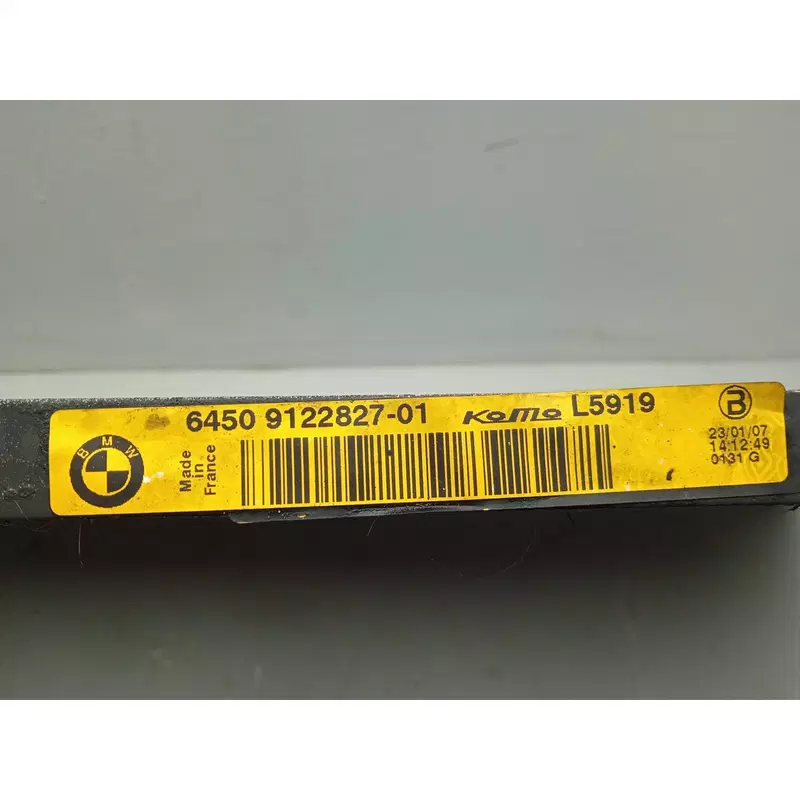 BMW
Made
in
France
6450 9122827-01 KOMO L5919
B
23/01/07
14:12:49
0131 G